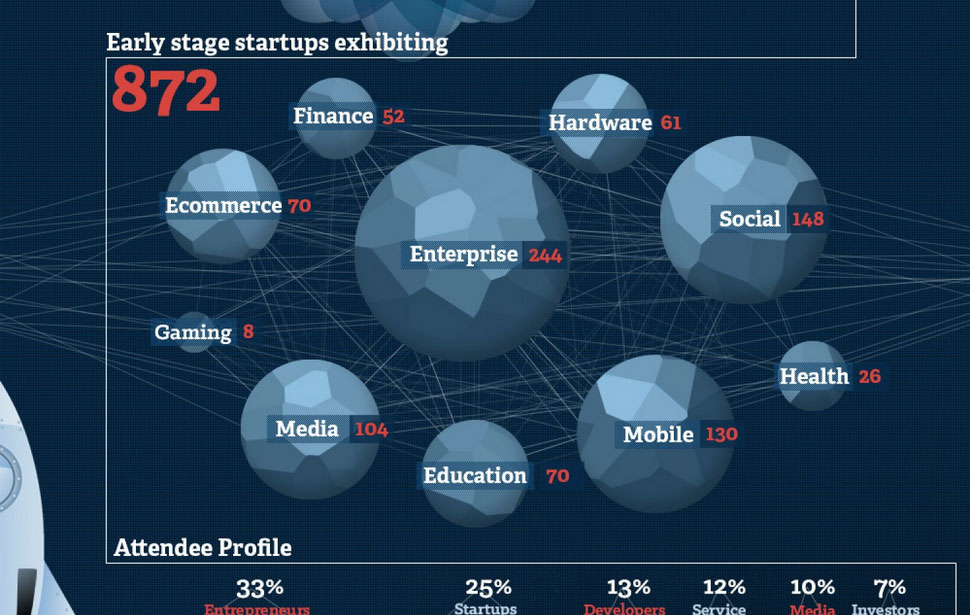 Early stage startups exhibiting
872
Finance 52
Hardware 61
Ecommerce 70
Social 148
Enterprise 244
Gaming 8
Health 26
Media 104
Mobile 130
Education 70
Attendee Profile
33% 25% 13% 12% 10% 7%
Entrepreneurs Startups Developers Service Media Investors